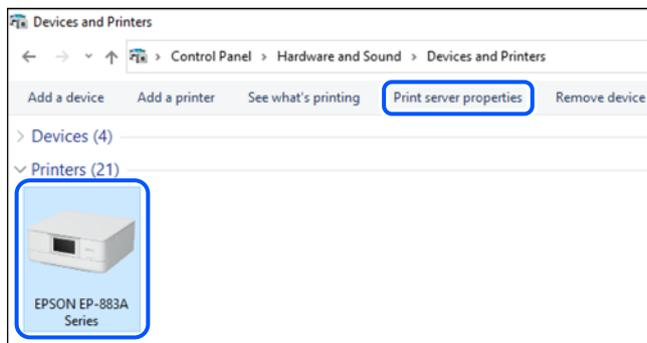 Devices and Printers
Control Panel > Hardware and Sound > Devices and Printers
Add a device Add a printer See what's printing Print server properties Remove device
Devices (4)
Printers (21)
EPSON EP-883A
Series